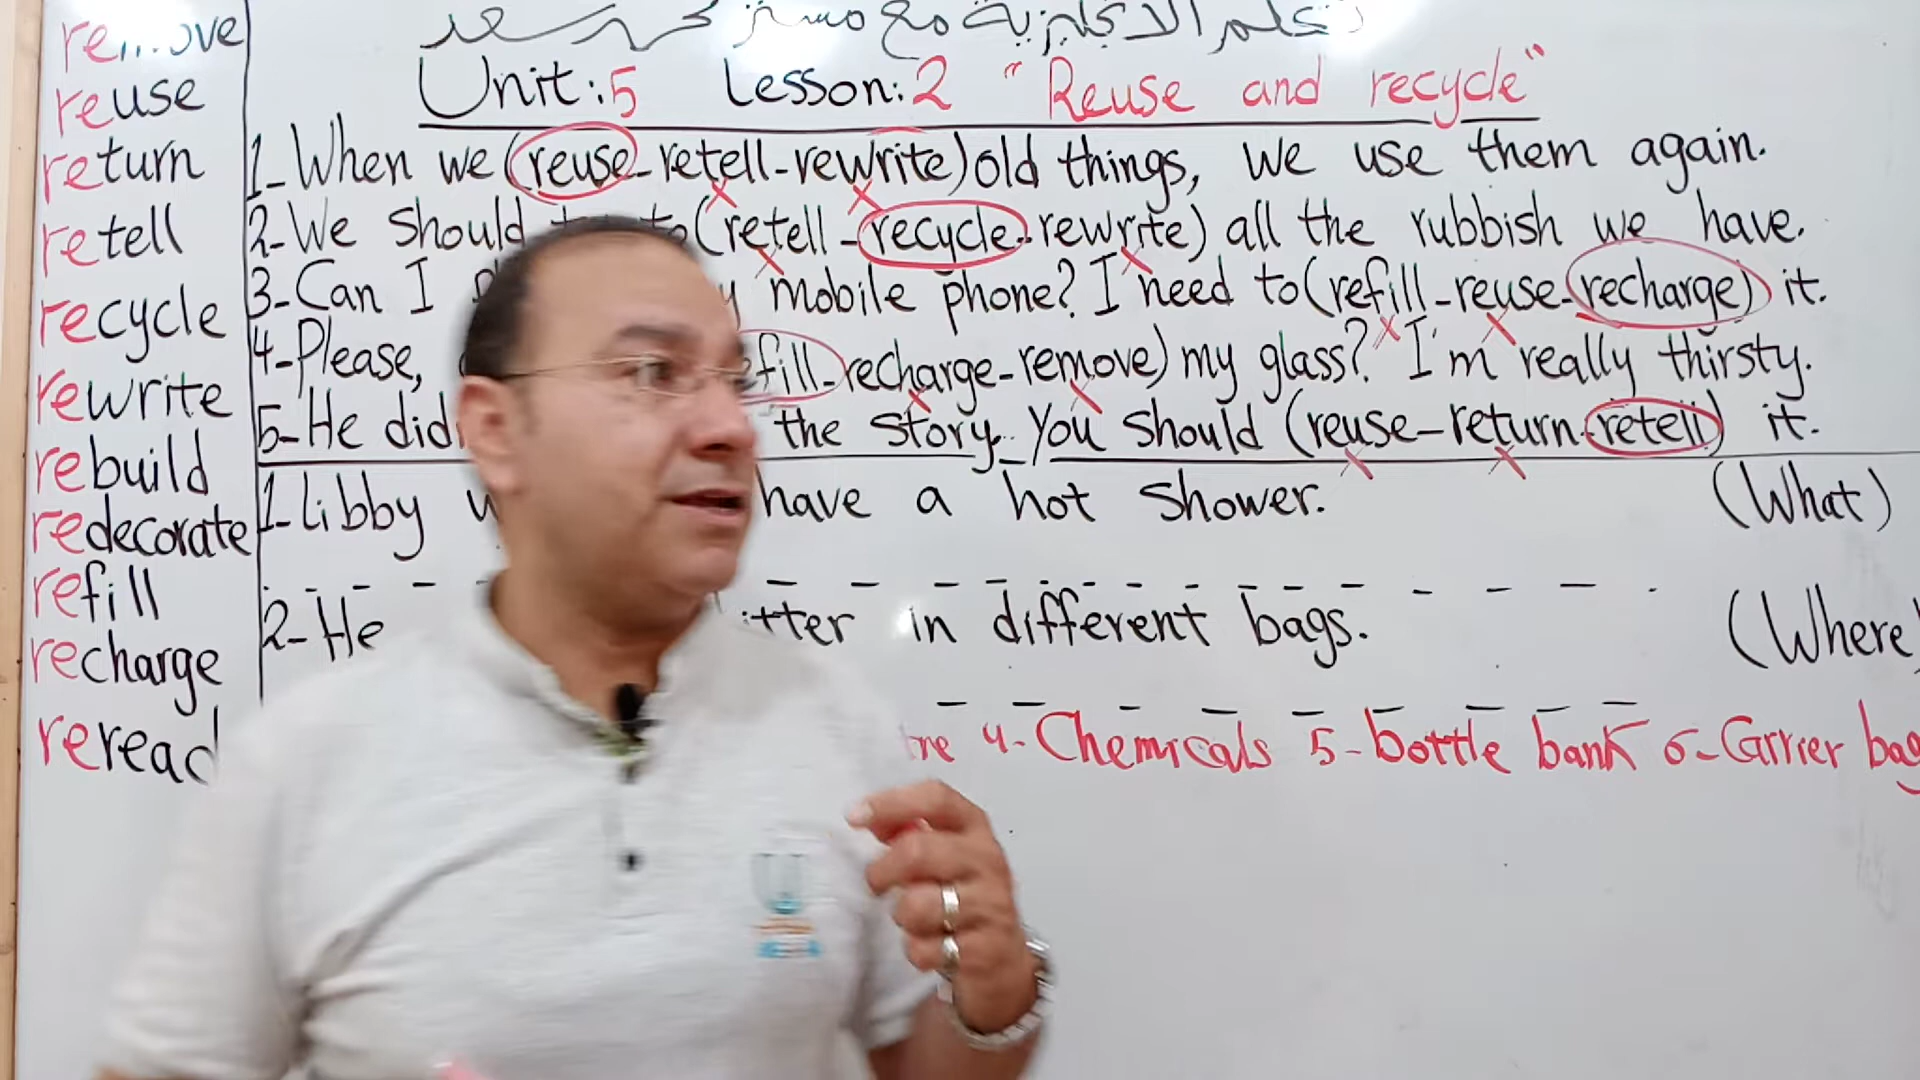 تعلم الانجليزية مع مستر محمد سعد
Unit:5 Lesson:2 "Reuse and recycle"
remove
reuse
return
retell
recycle
rewrite
rebuild
redecorate
refill
recharge
reread
1-When we (reuse-retell-rewrite) old things, we use them again.
2-We should to (retell-recycle-rewrite) all the rubbish we have.
3-Can I mobile phone? I need to (refill-reuse-recharge) it.
4-Please, recharge-remove) my glass? I'm really thirsty.
5-He the story. You should (reuse-return-retell) it.
1-Libby have a hot shower. (What)
2-He in different bags. (Where)
4-Chemicals 5-bottle bank 6-Carrier